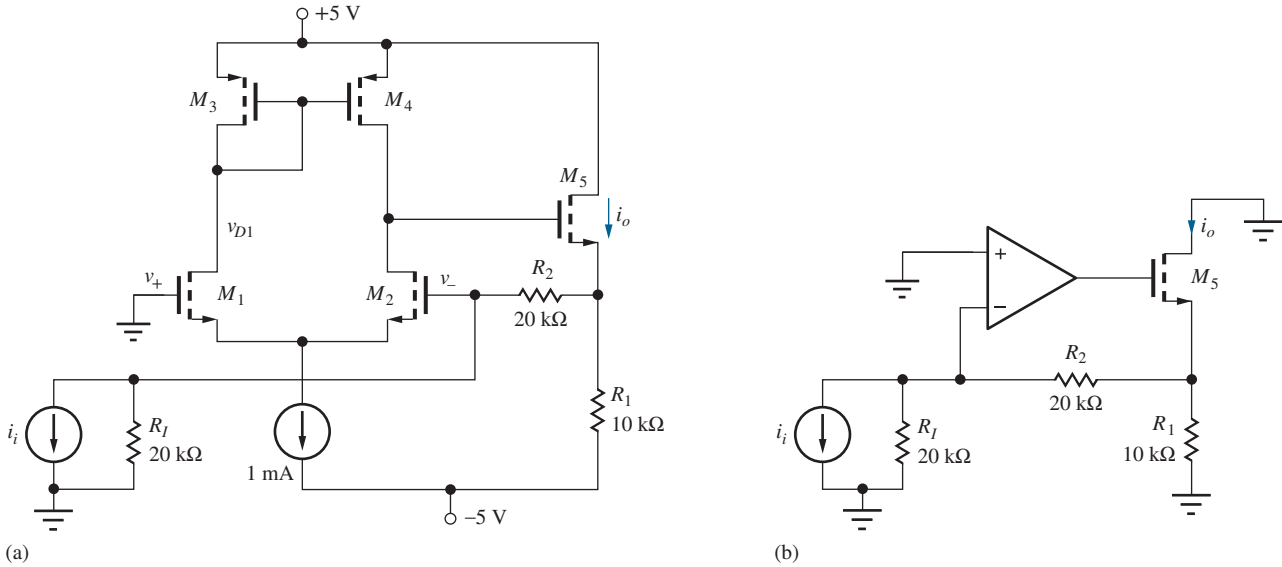 +5 V
M3
M4
M5
io
vD1
v+
M1
M2
v–
R2
20 kΩ
R1
10 kΩ
ii
RI
20 kΩ
1 mA
–5 V
(a)
io
+
M5
–
R2
20 kΩ
ii
RI
20 kΩ
R1
10 kΩ
(b)